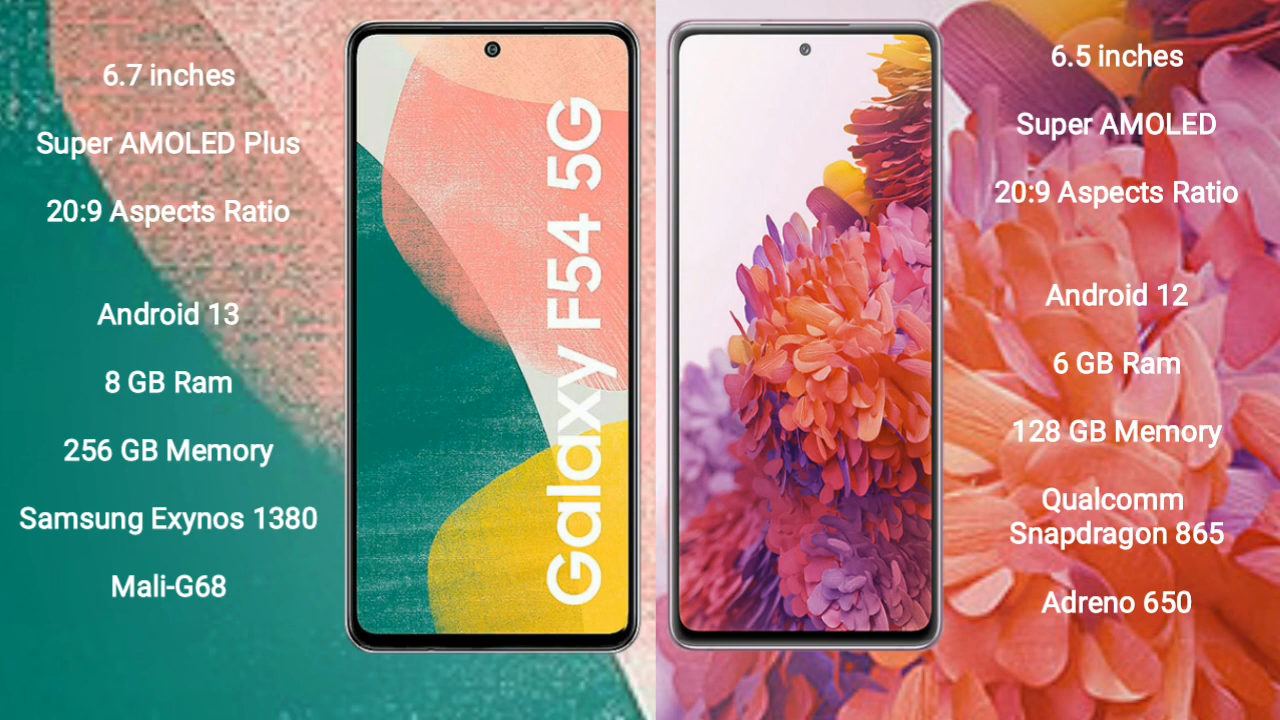 6.7 inches
Super AMOLED Plus
20:9 Aspects Ratio
Android 13
8 GB Ram
256 GB Memory
Samsung Exynos 1380
Mali-G68
Galaxy F54 5G
6.5 inches
Super AMOLED
20:9 Aspects Ratio
Android 12
6 GB Ram
128 GB Memory
Qualcomm
Snapdragon 865
Adreno 650